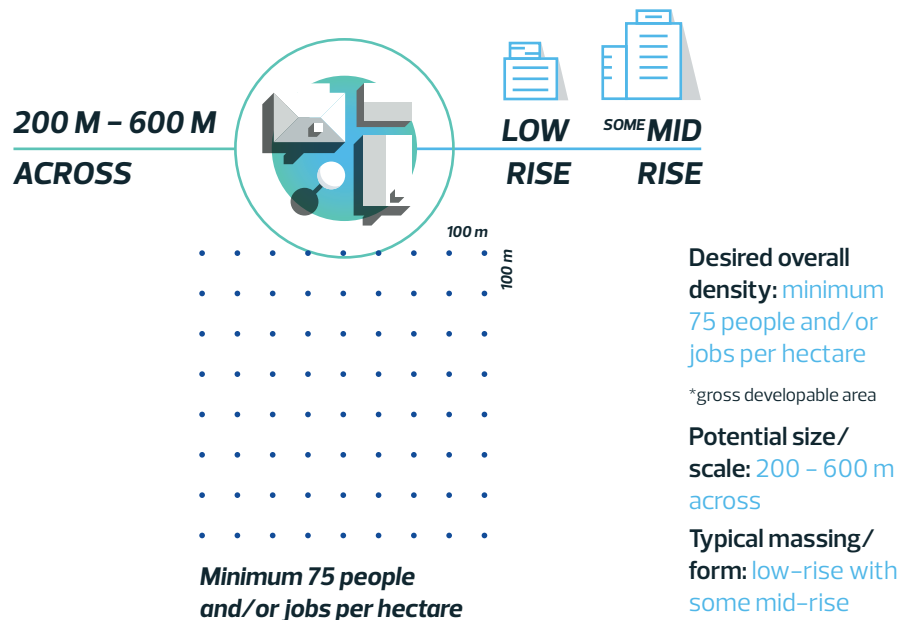 200 M – 600 M
ACROSS
LOW
RISE
SOME MID
RISE
100 m
100 m
Minimum 75 people
and/or jobs per hectare
Desired overall
density: minimum
75 people and/or
jobs per hectare
*gross developable area
Potential size/
scale: 200 – 600 m
across
Typical massing/
form: low-rise with
some mid-rise